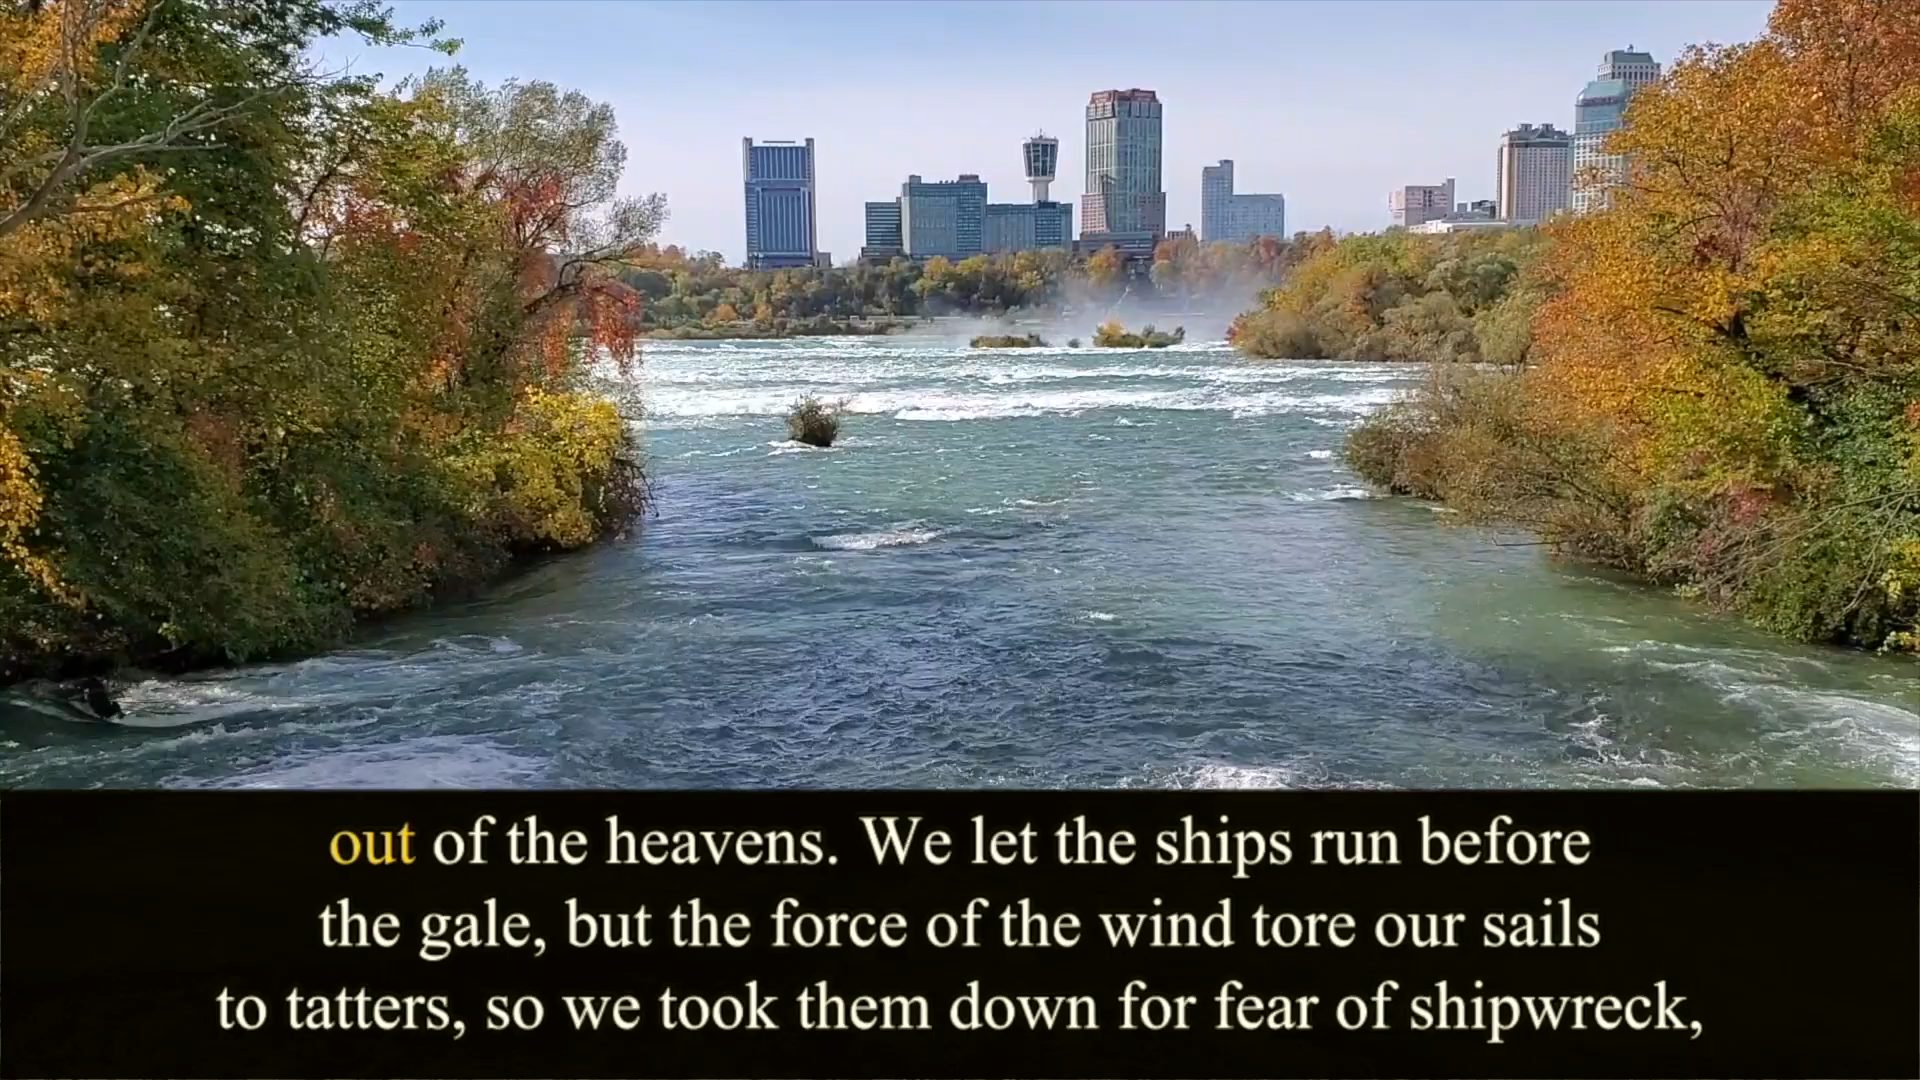 out of the heavens. We let the ships run before
the gale, but the force of the wind tore our sails
to tatters, so we took them down for fear of shipwreck,